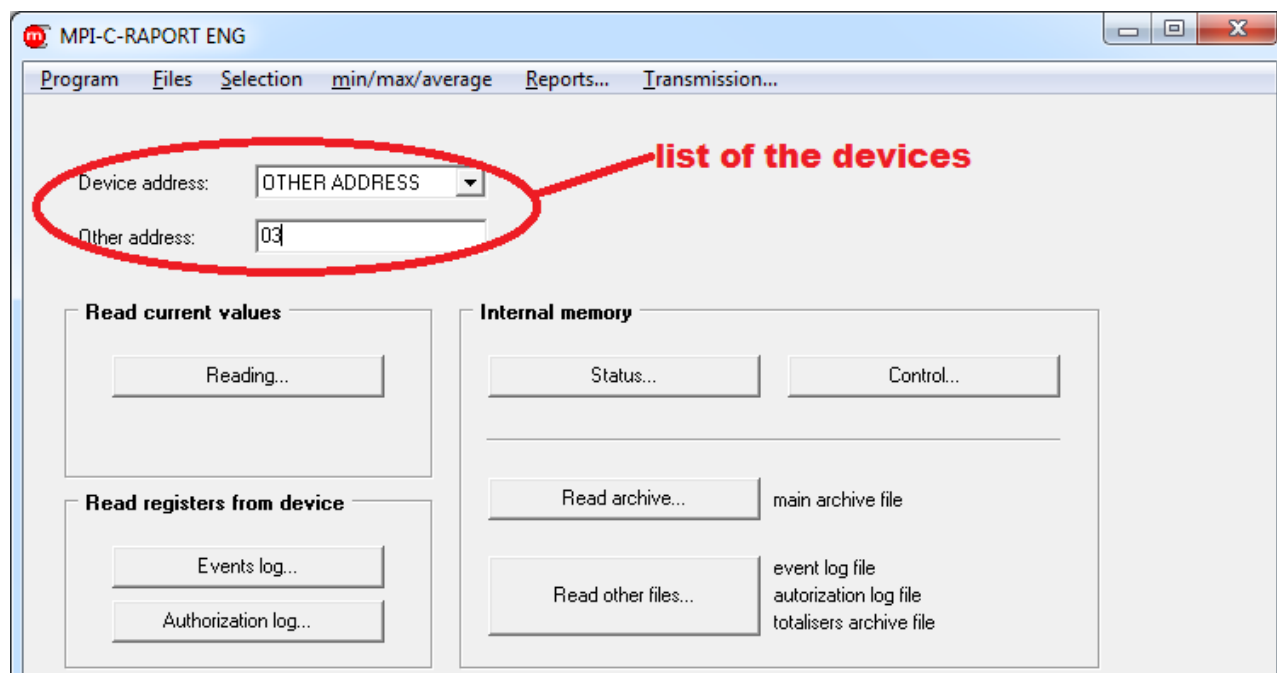 MPI-C-RAPORT ENG
Program Files Selection min/max/average Reports... Transmission...
list of the devices
Device address: OTHER ADDRESS
Other address: 03
Read current values
Reading...
Internal memory
Status... Control...
Read archive... main archive file
Read other files... event log file
autorization log file
totalisers archive file
Read registers from device
Events log...
Authorization log...